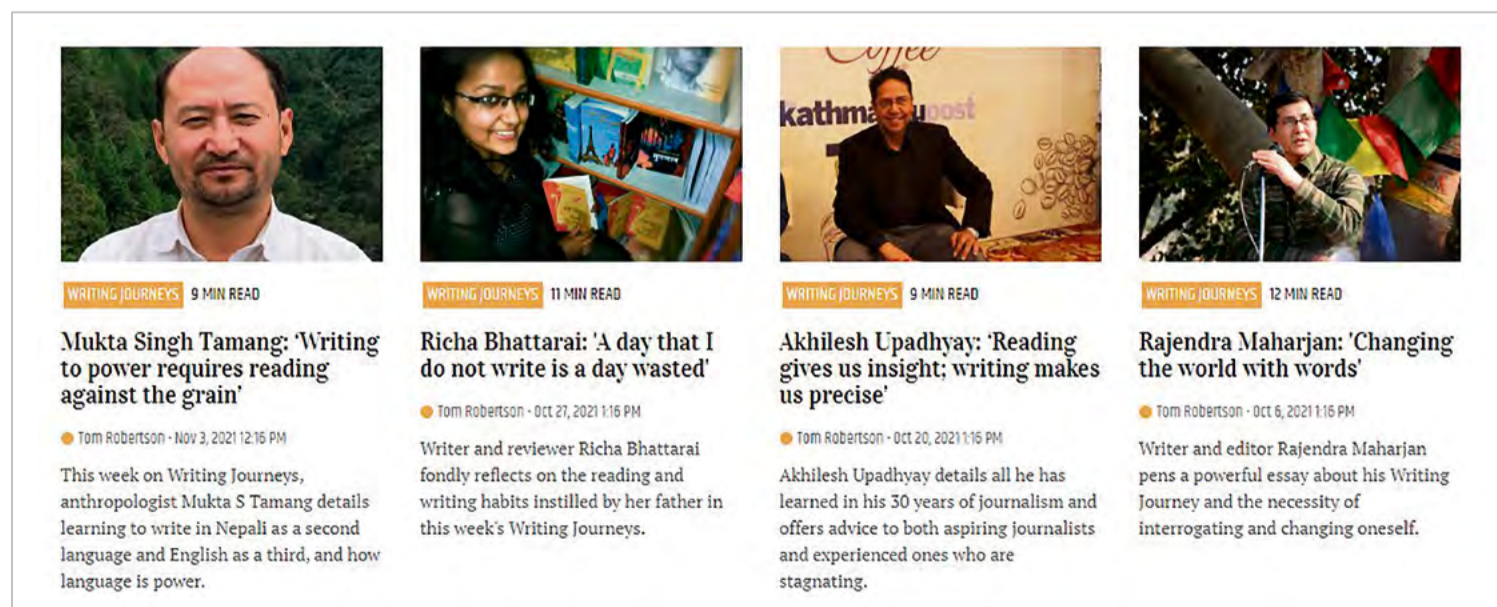 Coffee
kathma upost
WRITING JOURNEYS 9 MIN READ
Mukta Singh Tamang: ‘Writing
to power requires reading
against the grain’
Tom Robertson - Nov 3, 2021 12:16 PM
This week on Writing Journeys,
anthropologist Mukta S Tamang details
learning to write in Nepali as a second
language and English as a third, and how
language is power.
WRITING JOURNEYS 11 MIN READ
Richa Bhattarai: 'A day that I
do not write is a day wasted'
Tom Robertson - Oct 27, 2021 1:16 PM
Writer and reviewer Richa Bhattarai
fondly reflects on the reading and
writing habits instilled by her father in
this week's Writing Journeys.
WRITING JOURNEYS 9 MIN READ
Akhilesh Upadhyay: ‘Reading
gives us insight; writing makes
us precise’
Tom Robertson - Oct 20, 2021 1:16 PM
Akhilesh Upadhyay details all he has
learned in his 30 years of journalism and
offers advice to both aspiring journalists
and experienced ones who are
stagnating.
WRITING JOURNEYS 12 MIN READ
Rajendra Maharjan: 'Changing
the world with words'
Tom Robertson - Oct 6, 2021 1:16 PM
Writer and editor Rajendra Maharjan
pens a powerful essay about his Writing
Journey and the necessity of
interrogating and changing oneself.